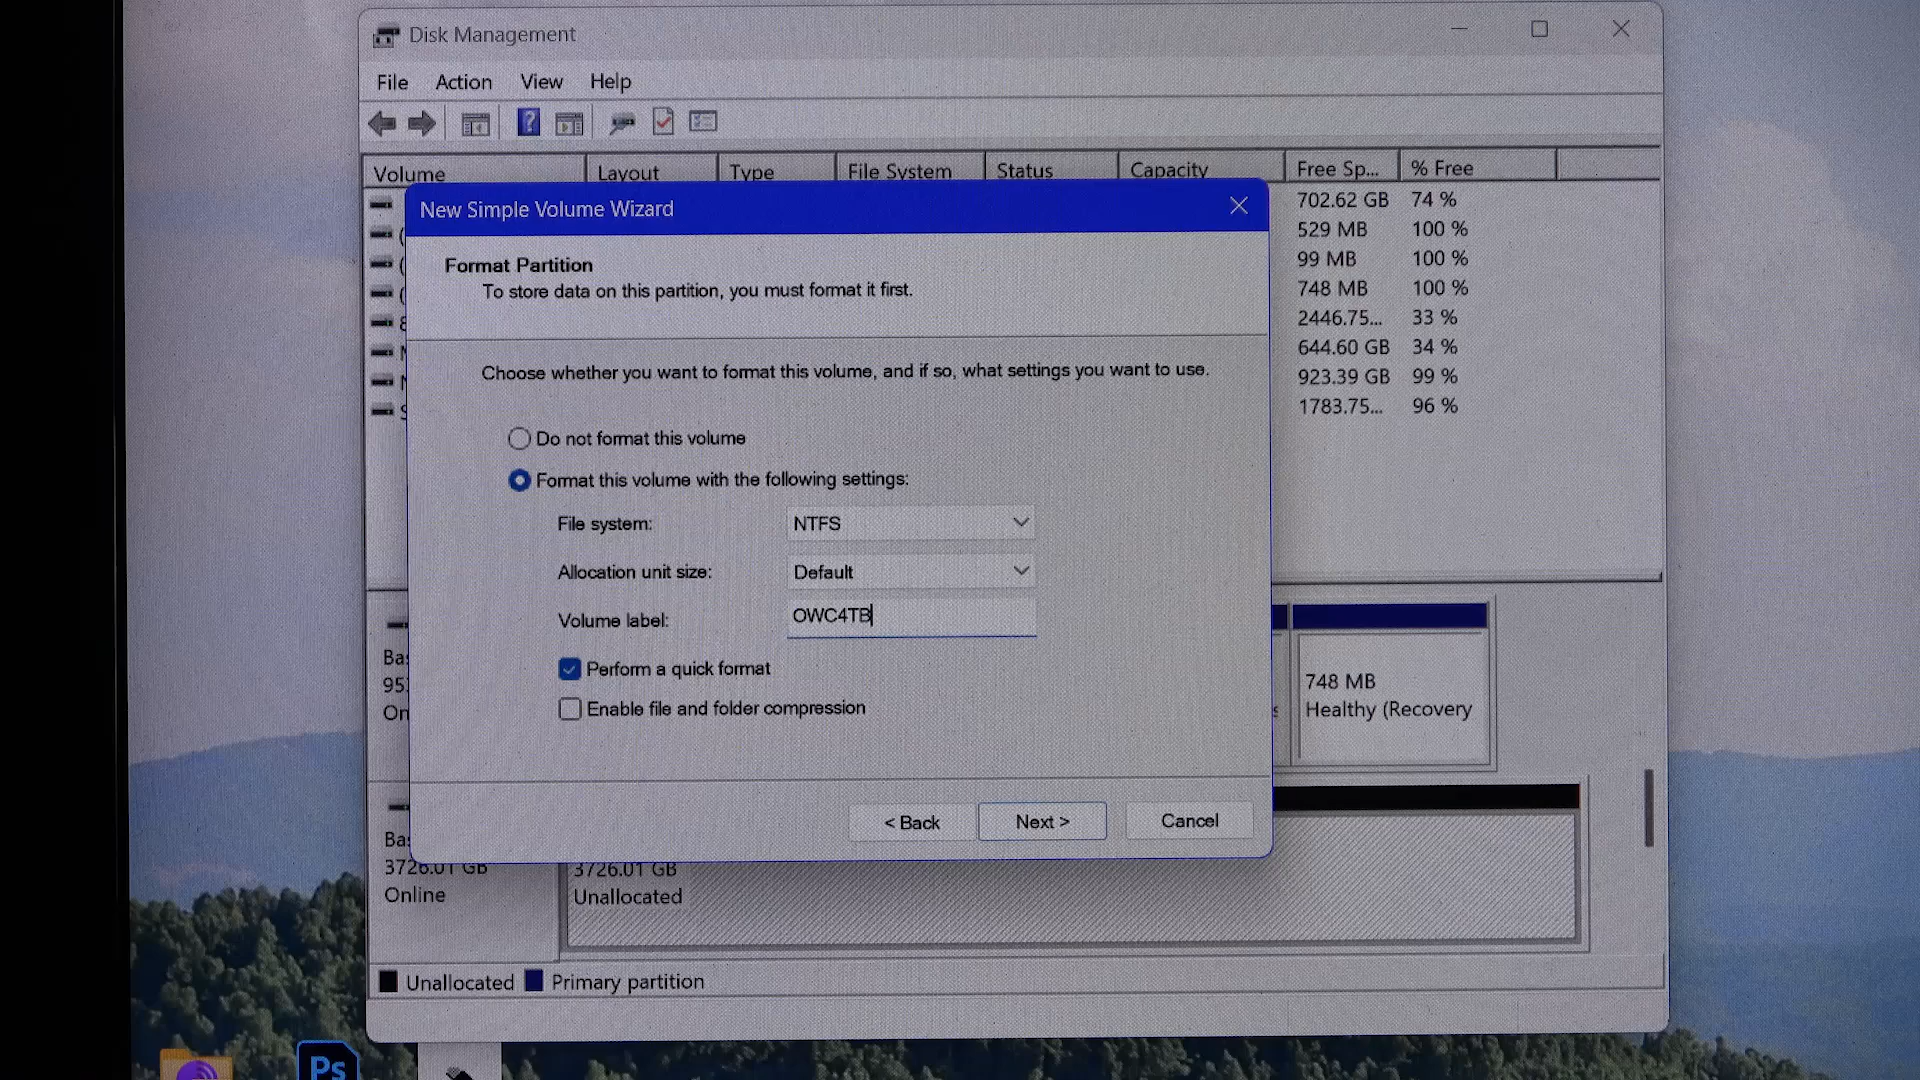 Disk Management
File Action View Help
Volume Layout Type File System Status Capacity Free Sp... % Free
702.62 GB 74 %
529 MB 100 %
99 MB 100 %
748 MB 100 %
2446.75... 33 %
644.60 GB 34 %
923.39 GB 99 %
1783.75... 96 %
New Simple Volume Wizard
Format Partition
To store data on this partition, you must format it first.
Choose whether you want to format this volume, and if so, what settings you want to use.
Do not format this volume
Format this volume with the following settings:
File system: NTFS
Allocation unit size: Default
Volume label: OWC4TB
Perform a quick format
Enable file and folder compression
< Back Next > Cancel
748 MB
Healthy (Recovery
3726.01 GB
Online
3726.01 GB
Unallocated
Unallocated Primary partition
Ps